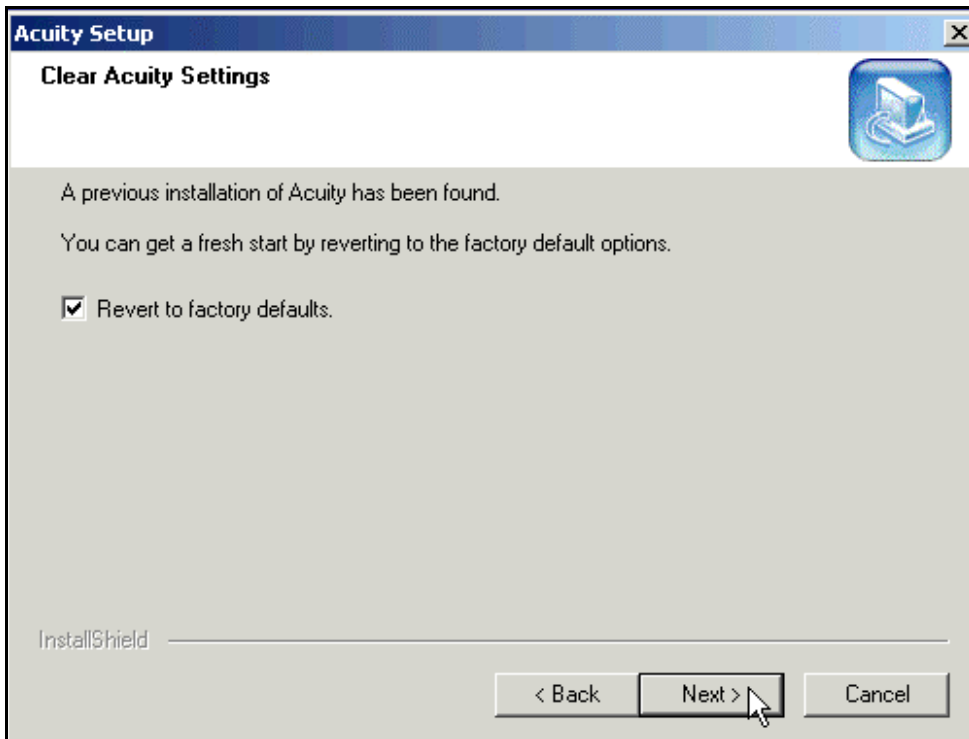 Acuity Setup
Clear Acuity Settings
A previous installation of Acuity has been found.
You can get a fresh start by reverting to the factory default options.
Revert to factory defaults.
InstallShield
< Back
Next >
Cancel